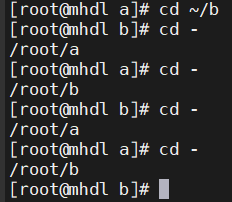 [root@mhdl a]# cd ~/b
[root@mhdl b]# cd -
/root/a
[root@mhdl a]# cd -
/root/b
[root@mhdl b]# cd -
/root/a
[root@mhdl a]# cd -
/root/b
[root@mhdl b]#